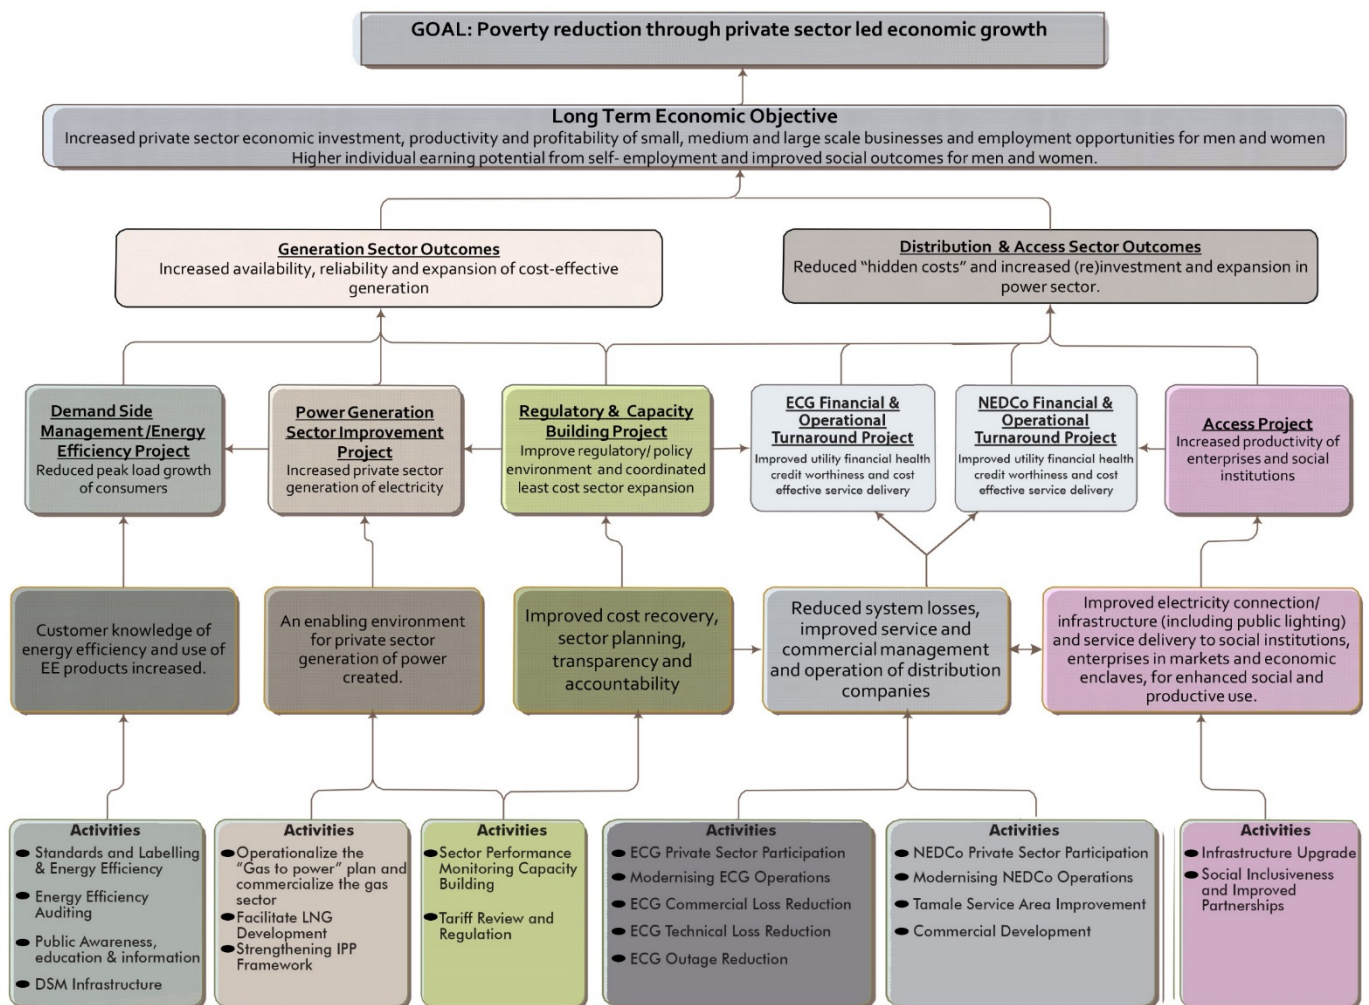 GOAL: Poverty reduction through private sector led economic growth
Long Term Economic Objective
Increased private sector economic investment, productivity and profitability of small, medium and large scale businesses and employment opportunities for men and women
Higher individual earning potential from self- employment and improved social outcomes for men and women.
Generation Sector Outcomes
Increased availability, reliability and expansion of cost-effective
generation
Distribution & Access Sector Outcomes
Reduced “hidden costs” and increased (re)investment and expansion in
power sector.
Demand Side
Management /Energy
Efficiency Project
Reduced peak load growth
of consumers
Power Generation
Sector Improvement
Project
Increased private sector
generation of electricity
Regulatory & Capacity
Building Project
Improve regulatory/ policy
environment and coordinated
least cost sector expansion
ECG Financial &
Operational
Turnaround Project
Improved utility financial health
credit worthiness and cost
effective service delivery
NEDCo Financial &
Operational
Turnaround Project
Improved utility financial health
credit worthiness and cost
effective service delivery
Access Project
Increased productivity of
enterprises and social
institutions
Customer knowledge of
energy efficiency and use of
EE products increased.
An enabling environment
for private sector
generation of power
created.
Improved cost recovery,
sector planning,
transparency and
accountability
Reduced system losses,
improved service and
commercial management
and operation of distribution
companies
Improved electricity connection/
infrastructure (including public lighting)
and service delivery to social institutions,
enterprises in markets and economic
enclaves, for enhanced social and
productive use.
Activities
Standards and Labelling
& Energy Efficiency
Energy Efficiency
Auditing
Public Awareness,
education & information
DSM Infrastructure
Activities
Operationalize the
“Gas to power” plan and
commercialize the gas
sector
Facilitate LNG
Development
Strengthening IPP
Framework
Activities
Sector Performance
Monitoring Capacity
Building
Tariff Review and
Regulation
Activities
ECG Private Sector Participation
Modernising ECG Operations
ECG Commercial Loss Reduction
ECG Technical Loss Reduction
ECG Outage Reduction
Activities
NEDCo Private Sector Participation
Modernising NEDCo Operations
Tamale Service Area Improvement
Commercial Development
Activities
Infrastructure Upgrade
Social Inclusiveness
and Improved
Partnerships